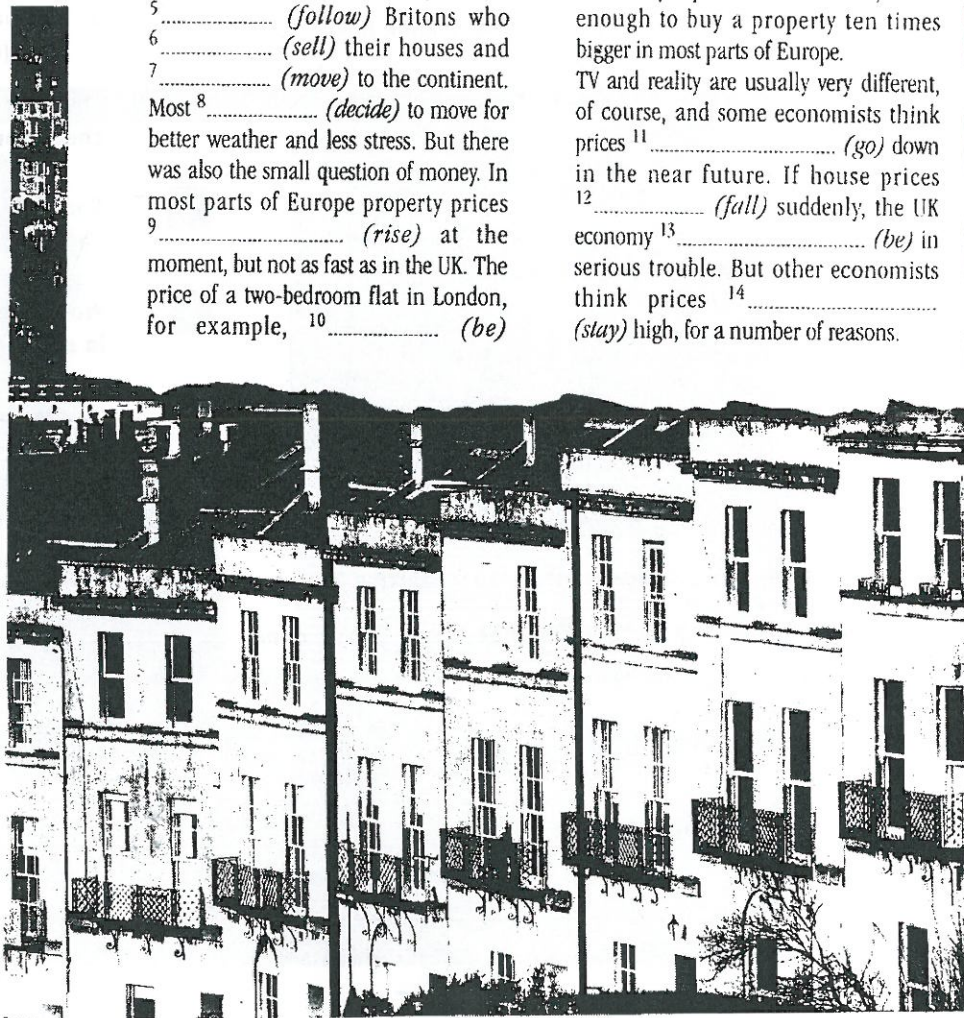 5.................... (follow) Britons who
6.................... (sell) their houses and
7.................... (move) to the continent.
Most 8.................... (decide) to move for
better weather and less stress. But there
was also the small question of money. In
most parts of Europe property prices
9.................... (rise) at the
moment, but not as fast as in the UK. The
price of a two-bedroom flat in London,
for example, 10.................... (be)
enough to buy a property ten times
bigger in most parts of Europe.
TV and reality are usually very different,
of course, and some economists think
prices 11.................... (go) down
in the near future. If house prices
12.................... (fall) suddenly, the UK
economy 13.................... (be) in
serious trouble. But other economists
think prices 14....................
(stay) high, for a number of reasons.